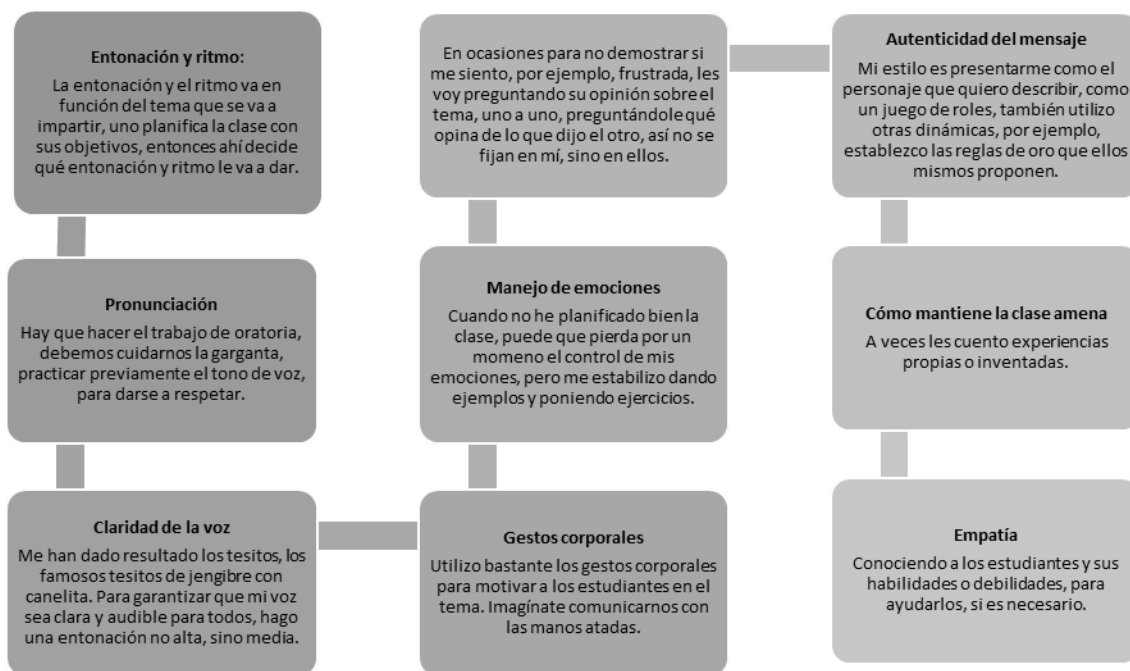 Entonación y ritmo:
La entonación y el ritmo va en
función del tema que se va a
impartir, uno planifica la clase con
sus objetivos, entonces ahí decide
qué entonación y ritmo le va a dar.
Pronunciación
Hay que hacer el trabajo de oratoria,
debemos cuidarnos la garganta,
practicar previamente el tono de voz,
para darse a respetar.
Claridad de la voz
Me han dado resultado los tesitos, los
famosos tesitos de jengibre con
canelita. Para garantizar que mi voz
sea clara y audible para todos, hago
una entonación no alta, sino media.
Gestos corporales
Utilizo bastante los gestos corporales
para motivar a los estudiantes en el
tema. Imagínate comunicarnos con
las manos atadas.
Manejo de emociones
Cuando no he planificado bien la
clase, puede que pierda por un
momeno el control de mis
emociones, pero me estabilizo dando
ejemplos y poniendo ejercicios.
En ocasiones para no demostrar si
me siento, por ejemplo, frustrada, les
voy preguntando su opinión sobre el
tema, uno a uno, preguntándole qué
opina de lo que dijo el otro, así no se
fijan en mí, sino en ellos.
Autenticidad del mensaje
Mi estilo es presentarme como el
personaje que quiero describir, como
un juego de roles, también utilizo
otras dinámicas, por ejemplo,
establezco las reglas de oro que ellos
mismos proponen.
Cómo mantiene la clase amena
A veces les cuento experiencias
propias o inventadas.
Empatía
Conociendo a los estudiantes y sus
habilidades o debilidades, para
ayudarlos, si es necesario.